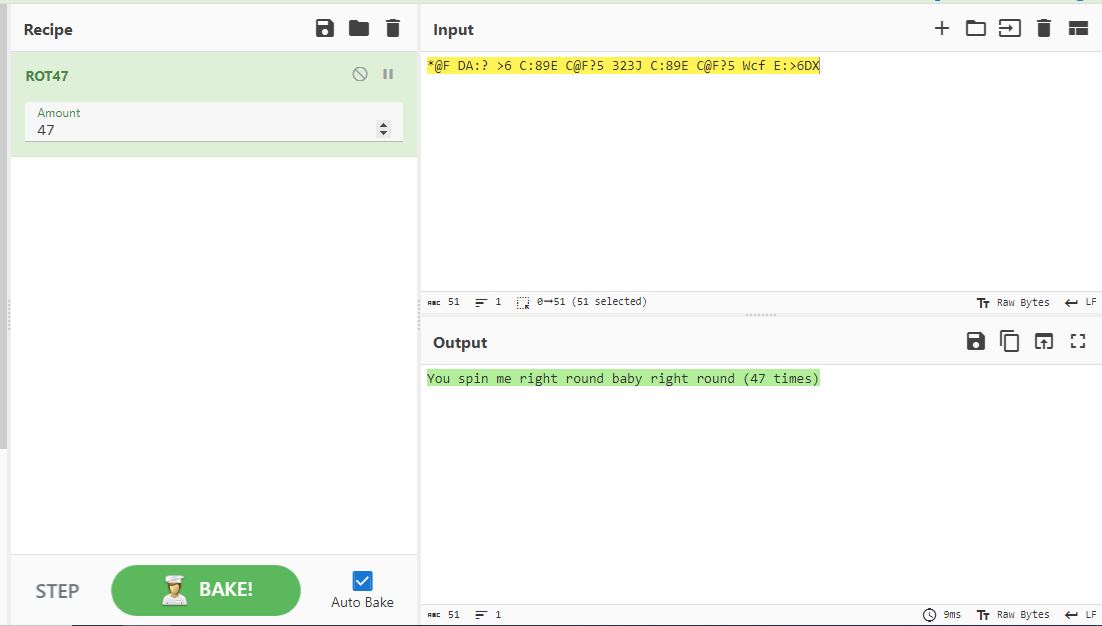 Recipe
ROT47
Amount
47
STEP
BAKE!
Auto Bake
Input
*@F DA:? >6 C:89E C@F?5 323J C:89E C@F?5 Wcf E:>6DX
ABC 51 1 0→51 (51 selected) Tт Raw Bytes LF
Output
You spin me right round baby right round (47 times)
ABC 51 1 9ms Tт Raw Bytes LF